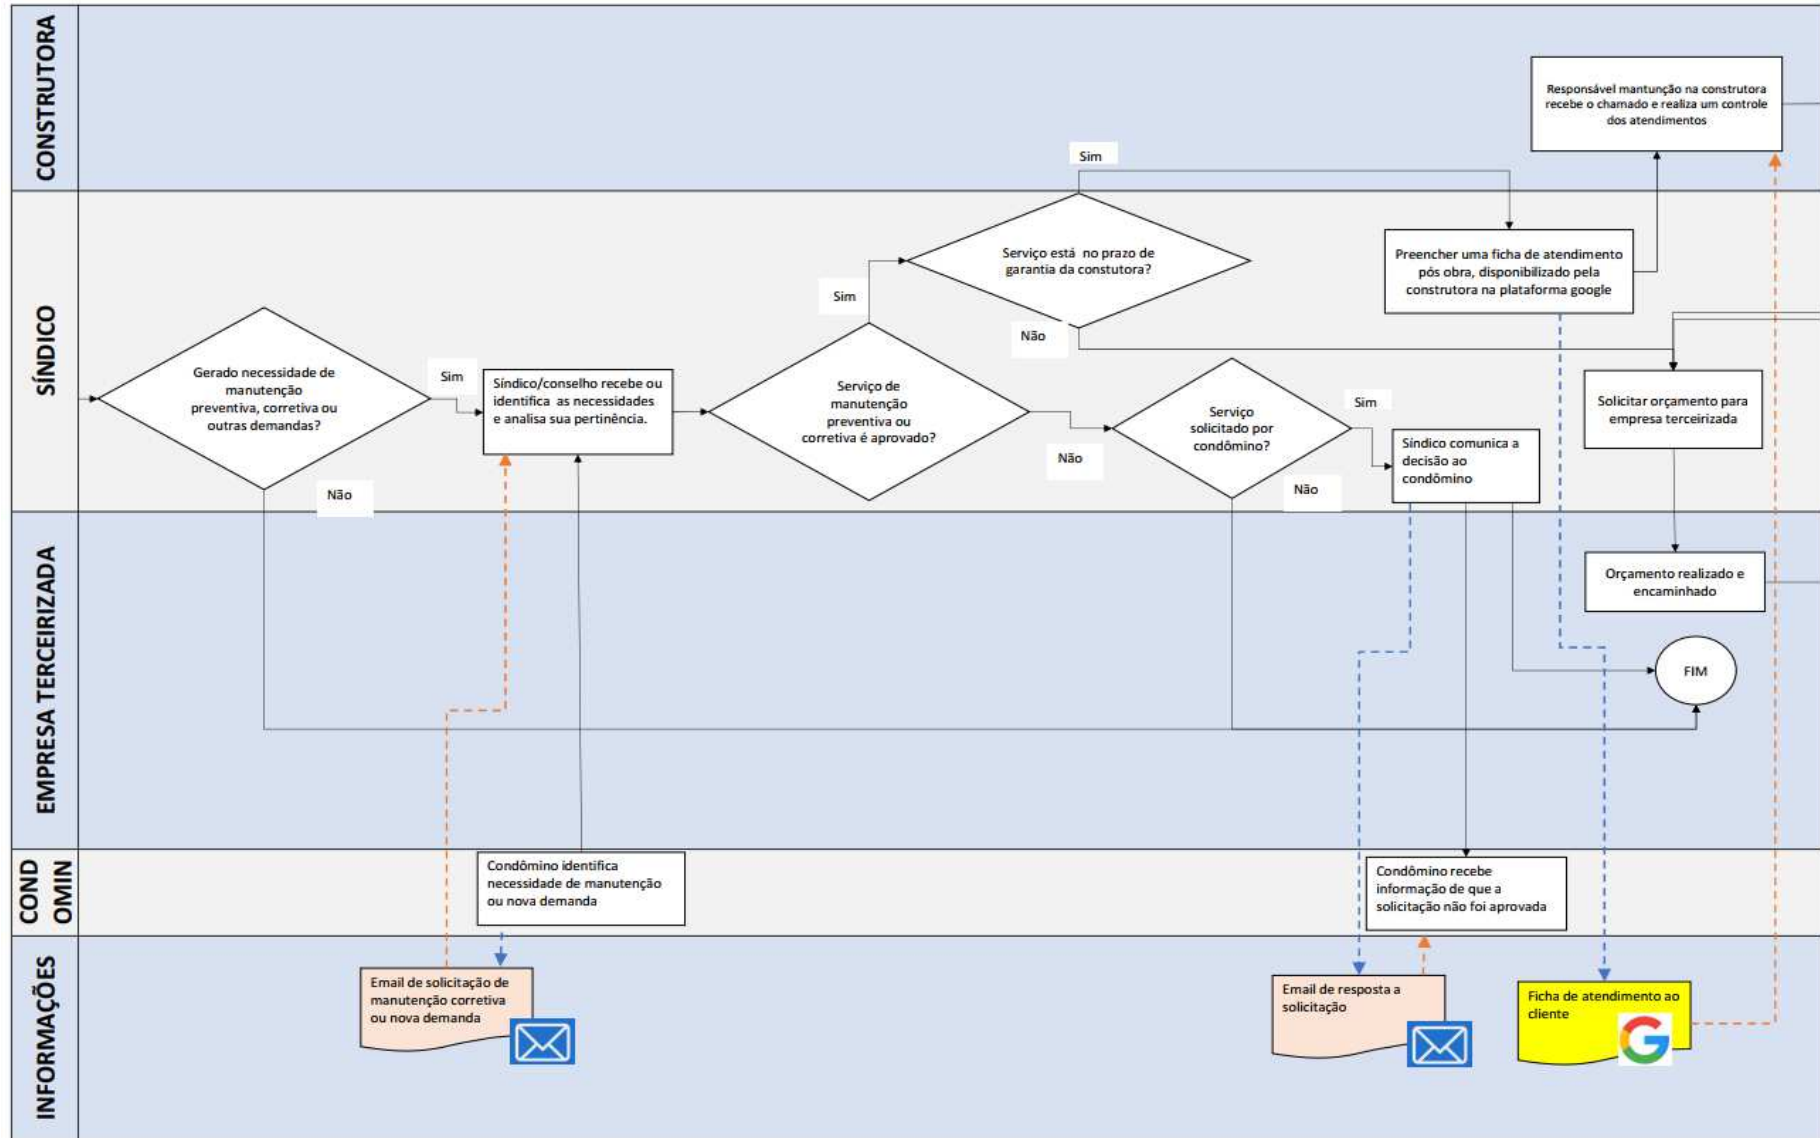 CONSTRUTORA
Responsável mantunção na construtora
recebe o chamado e realiza um controle
dos atendimentos
Sim
SÍNDICO
Serviço está no prazo de
garantia da constutora?
Preencher uma ficha de atendimento
pós obra, disponibilizado pela
construtora na plataforma google
Sim
Não
Gerado necessidade de
manutenção
preventiva, corretiva ou
outras demandas?
Sim
Síndico/conselho recebe ou
identifica as necessidades
e analisa sua pertinência.
Serviço de
manutenção
preventiva ou
corretiva é aprovado?
Serviço
solicitado por
condômino?
Sim
Solicitar orçamento para
empresa terceirizada
Síndico comunica a
decisão ao
condômino
Não
Não
Não
EMPRESA TERCEIRIZADA
Orçamento realizado e
encaminhado
FIM
COND
OMIN
Condômino identifica
necessidade de manutenção
ou nova demanda
Condômino recebe
informação de que a
solicitação não foi aprovada
INFORMAÇÕES
Email de solicitação de
manutenção corretiva
ou nova demanda
Email de resposta a
solicitação
Ficha de atendimento ao
cliente
G